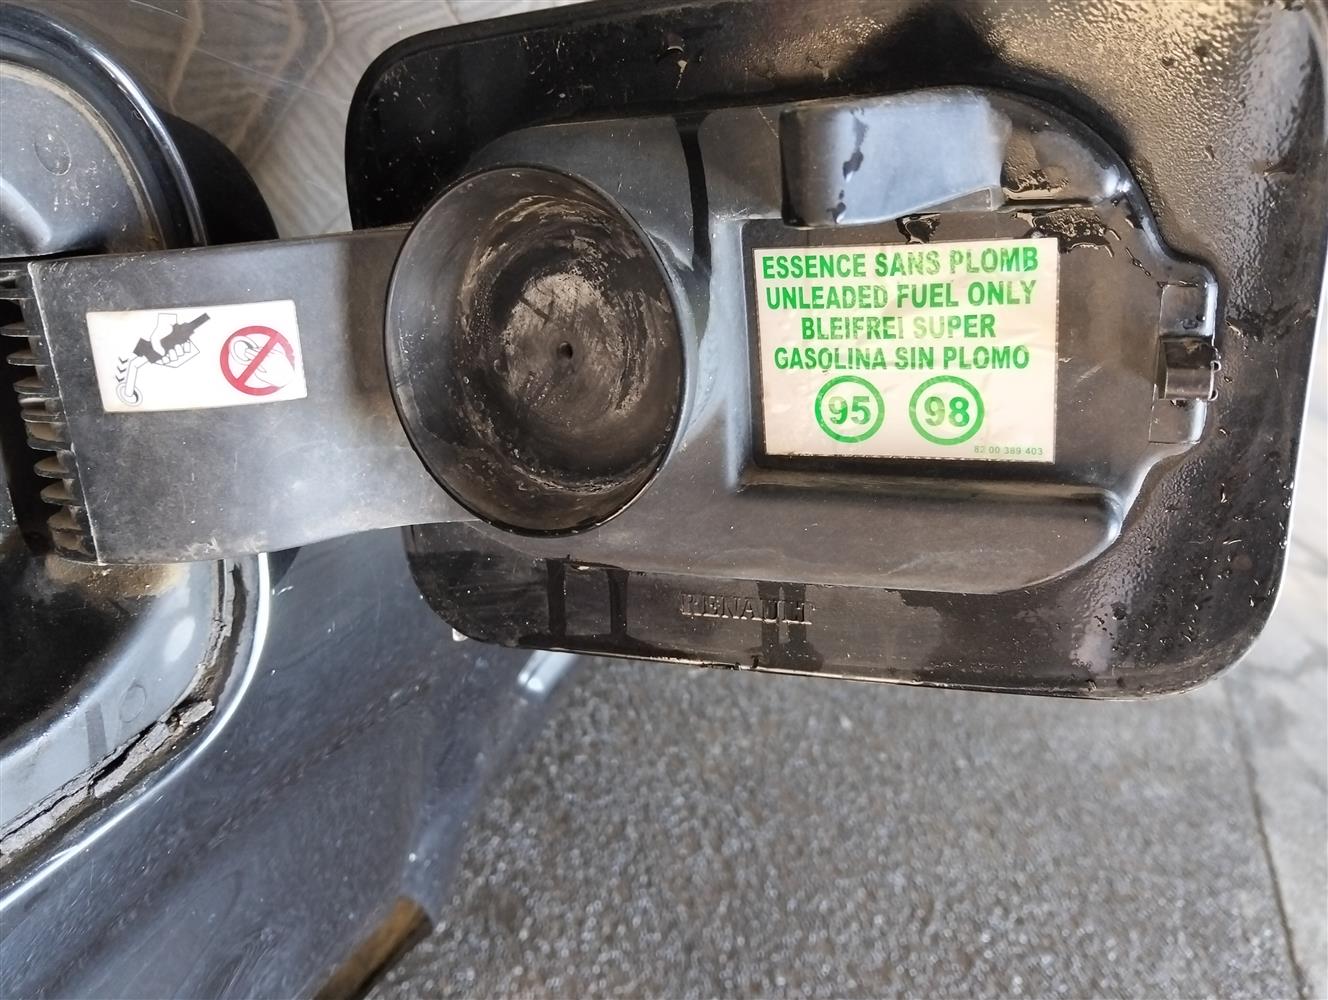 ESSENCE SANS PLOMB
UNLEADED FUEL ONLY
BLEIFREI SUPER
GASOLINA SIN PLOMO
95 98
82 00 389 403
RENAULT